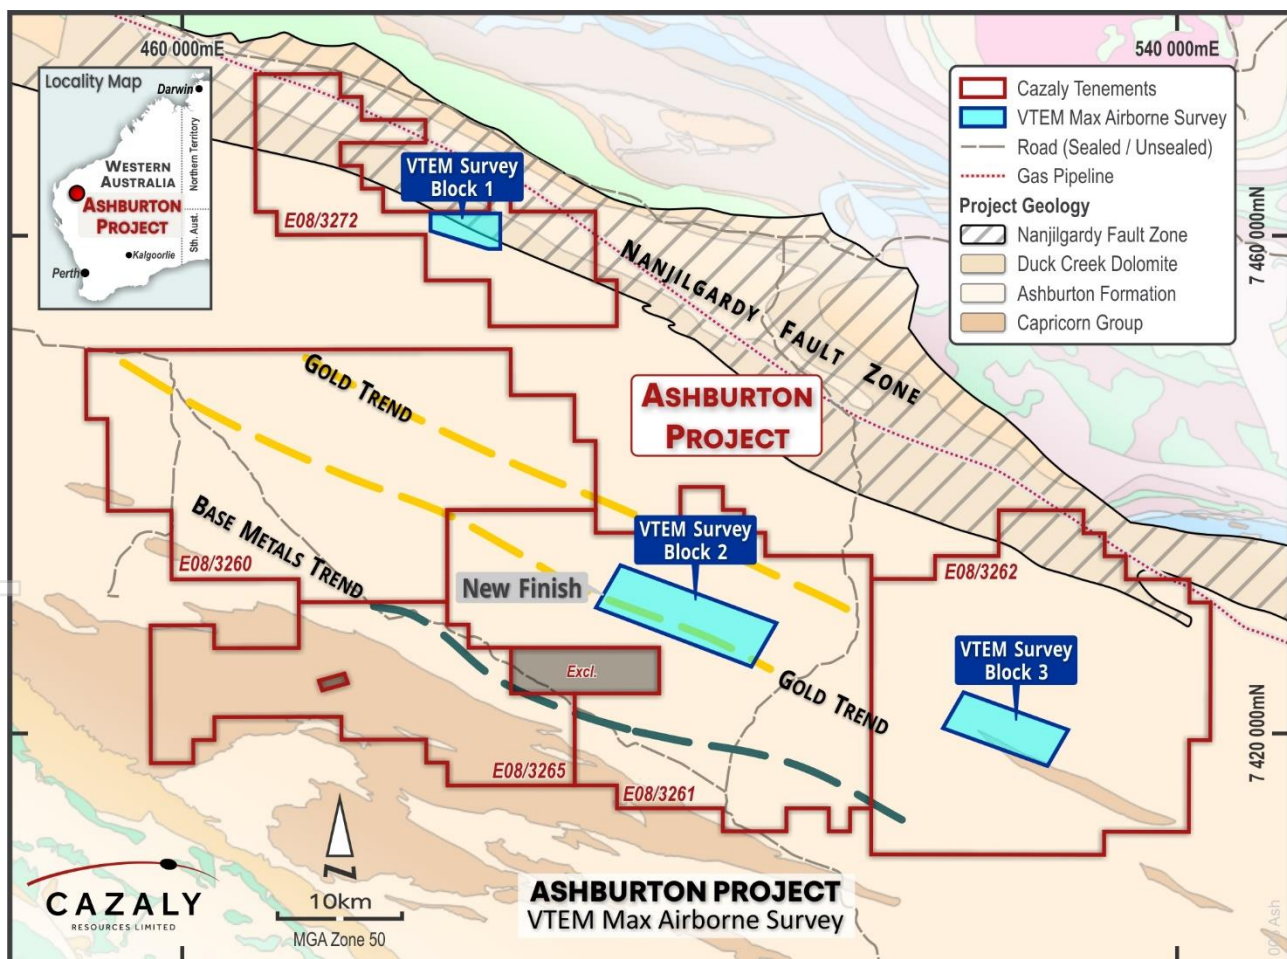 460 000mE
540 000mE
Locality Map
Darwin
WESTERN
AUSTRALIA
Northern Territory
ASHBURTON
PROJECT
Sth. Aust.
Kalgoorlie
Perth
Cazaly Tenements
VTEM Max Airborne Survey
Road (Sealed / Unsealed)
Gas Pipeline
Project Geology
Nanjilgardy Fault Zone
Duck Creek Dolomite
Ashburton Formation
Capricorn Group
VTEM Survey
Block 1
E08/3272
7 460 000mN
NANJILGARDY FAULT ZONE
GOLD TREND
ASHBURTON
PROJECT
BASE METALS TREND
E08/3260
VTEM Survey
Block 2
E08/3262
New Finish
VTEM Survey
Block 3
Excl.
GOLD TREND
7 420 000mN
E08/3265
E08/3261
N
10km
MGA Zone 50
CAZALY
RESOURCES LIMITED
ASHBURTON PROJECT
VTEM Max Airborne Survey